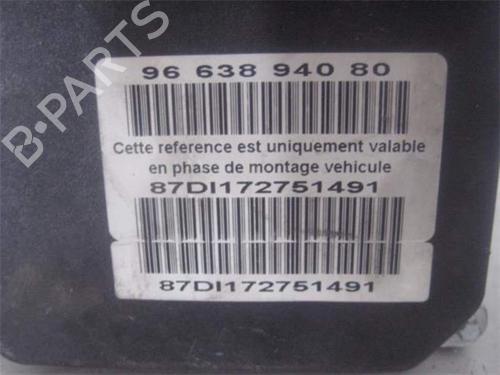 B-PARTS
96 638 940 80
Cette reference est uniquement valable
en phase de montage vehicule
87DI172751491
87DI172751491